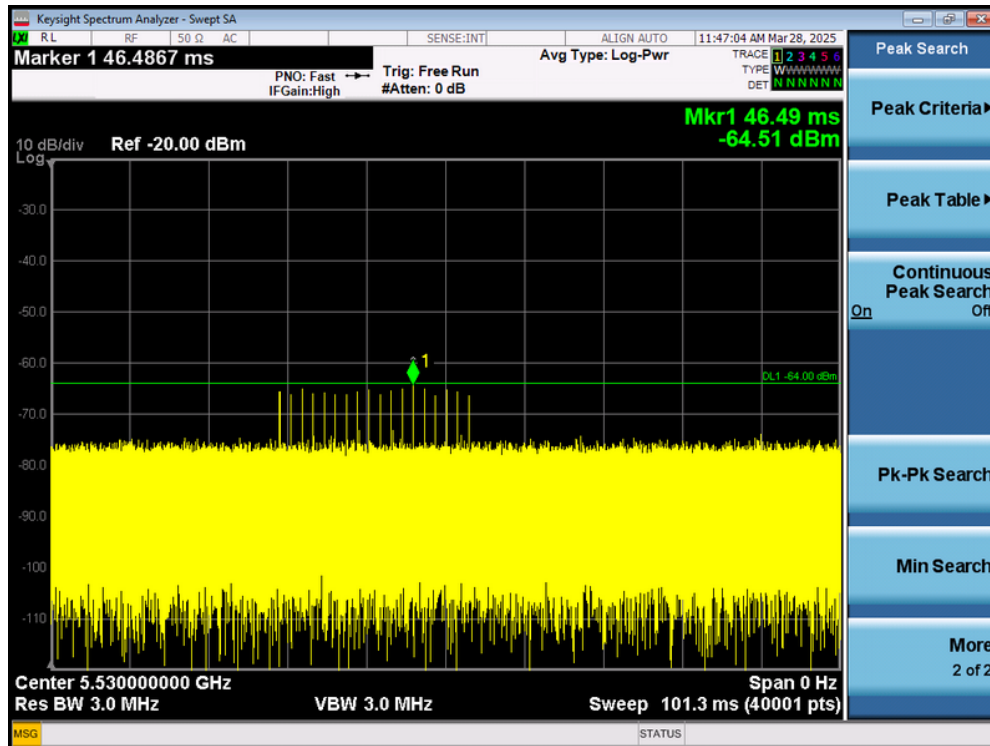 Keysight Spectrum Analyzer - Swept SA
LXI RL RF 50 Ω AC SENSE:INT ALIGN AUTO 11:47:04 AM Mar 28, 2025
Marker 1 46.4867 ms
PNO: Fast
IFGain:High
Trig: Free Run
#Atten: 0 dB
Avg Type: Log-Pwr
TRACE 1 2 3 4 5 6
TYPE WWWWWW
DET N N N N N N
Mkr1 46.49 ms
-64.51 dBm
10 dB/div Ref -20.00 dBm
Log
-30.0
-40.0
-50.0
-60.0
1
DL1 -64.00 dBm
-70.0
-80.0
-90.0
-100
-110
Center 5.530000000 GHz Span 0 Hz
Res BW 3.0 MHz VBW 3.0 MHz Sweep 101.3 ms (40001 pts)
MSG STATUS
Peak Search
Peak Criteria
Peak Table
Continuous
Peak Search
On Off
Pk-Pk Search
Min Search
More
2 of 2